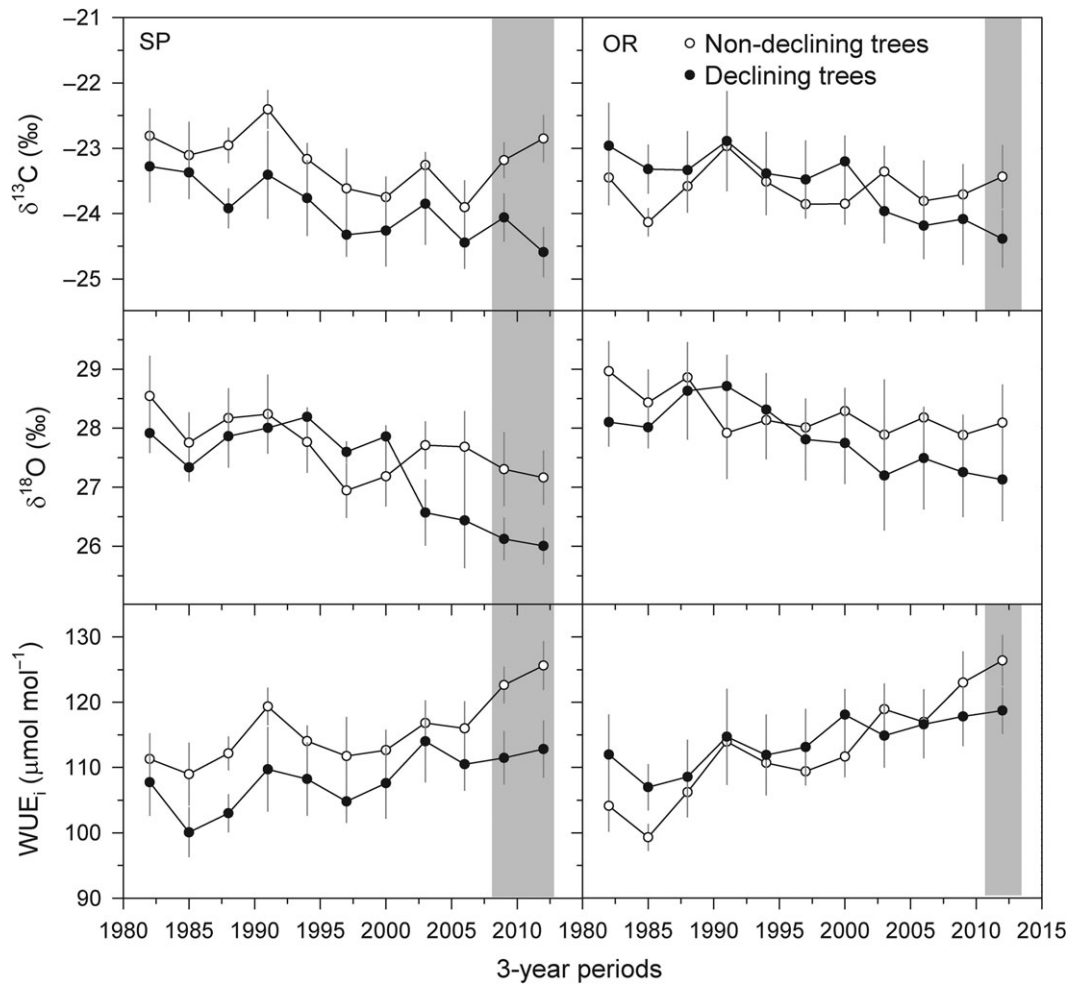 SP
OR
Non-declining trees
Declining trees
δ¹³C (‰)
–21
–22
–23
–24
–25
δ¹⁸O (‰)
29
28
27
26
WUEᵢ (µmol mol⁻¹)
130
120
110
100
90
1980 1985 1990 1995 2000 2005 2010 1980 1985 1990 1995 2000 2005 2010 2015
3-year periods